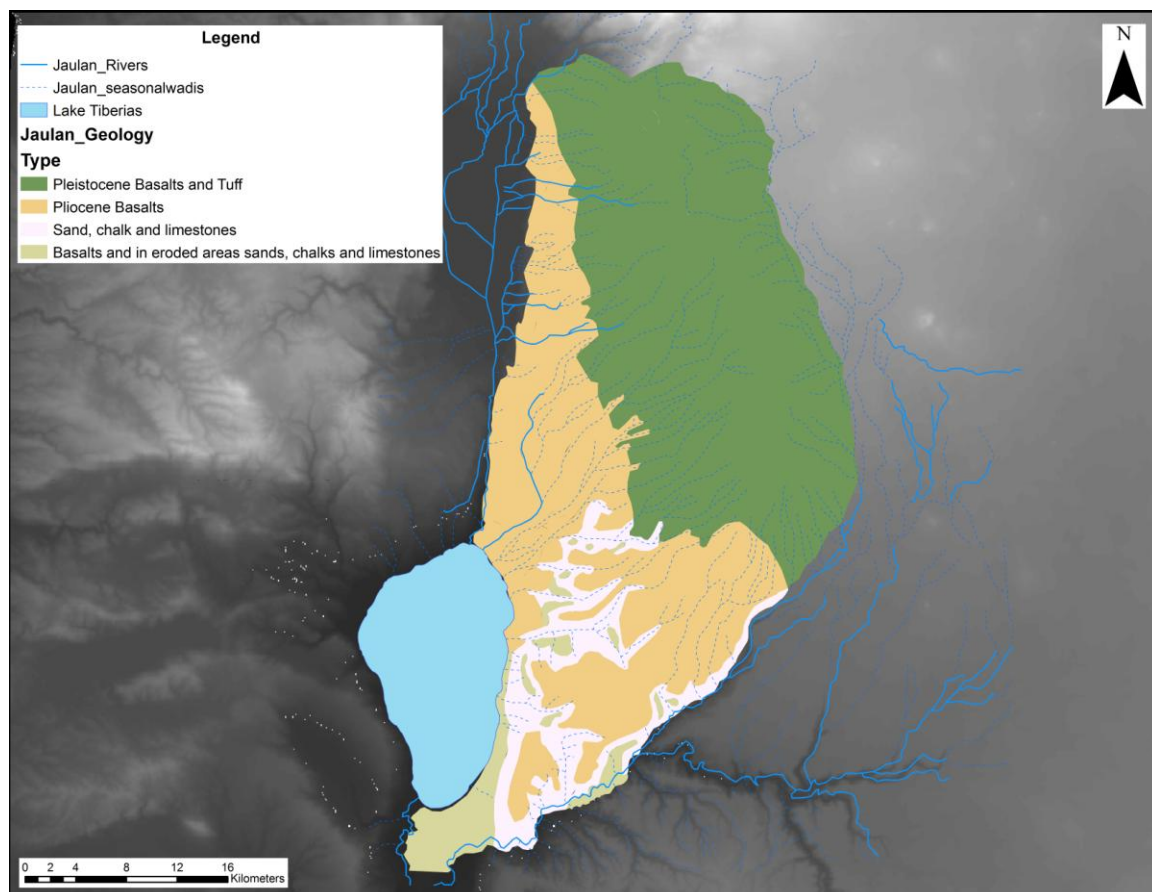 Legend
Jaulan_Rivers
Jaulan_seasonalwadis
Lake Tiberias
Jaulan_Geology
Type
Pleistocene Basalts and Tuff
Pliocene Basalts
Sand, chalk and limestones
Basalts and in eroded areas sands, chalks and limestones
N
0 2 4 8 12 16
Kilometers